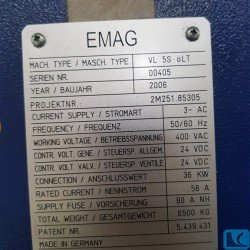 EMAG
MACH. TYPE / MASCH. TYP VL 5S oLT
SERIEN NR. 00405
YEAR / BAUJAHR 2006
PROJEKTNR. 2M251.85305
CURRENT SUPPLY / STROMART 3~ AC
FREQUENCY / FREQUENZ 50/60 Hz
WORKING VOLTAGE / BETRIEBSSPANNUNG 400 VAC
CONTR. VOLT. GENER. / STEUERSP. ALLGEM. 24 VDC
CONTR. VOLT. VALV. / STEUERSP. VENTILE 24 VDC
CONNECTION / ANSCHLUSSWERT 36 KW
RATED CURRENT / NENNSTROM 58 A
SUPPLY FUSE / VORSICHERUNG 80 A NH
TOTAL WEIGHT / GESAMTGEWICHT 6500 KG
PATENT NR. 5.439.431
MADE IN GERMANY